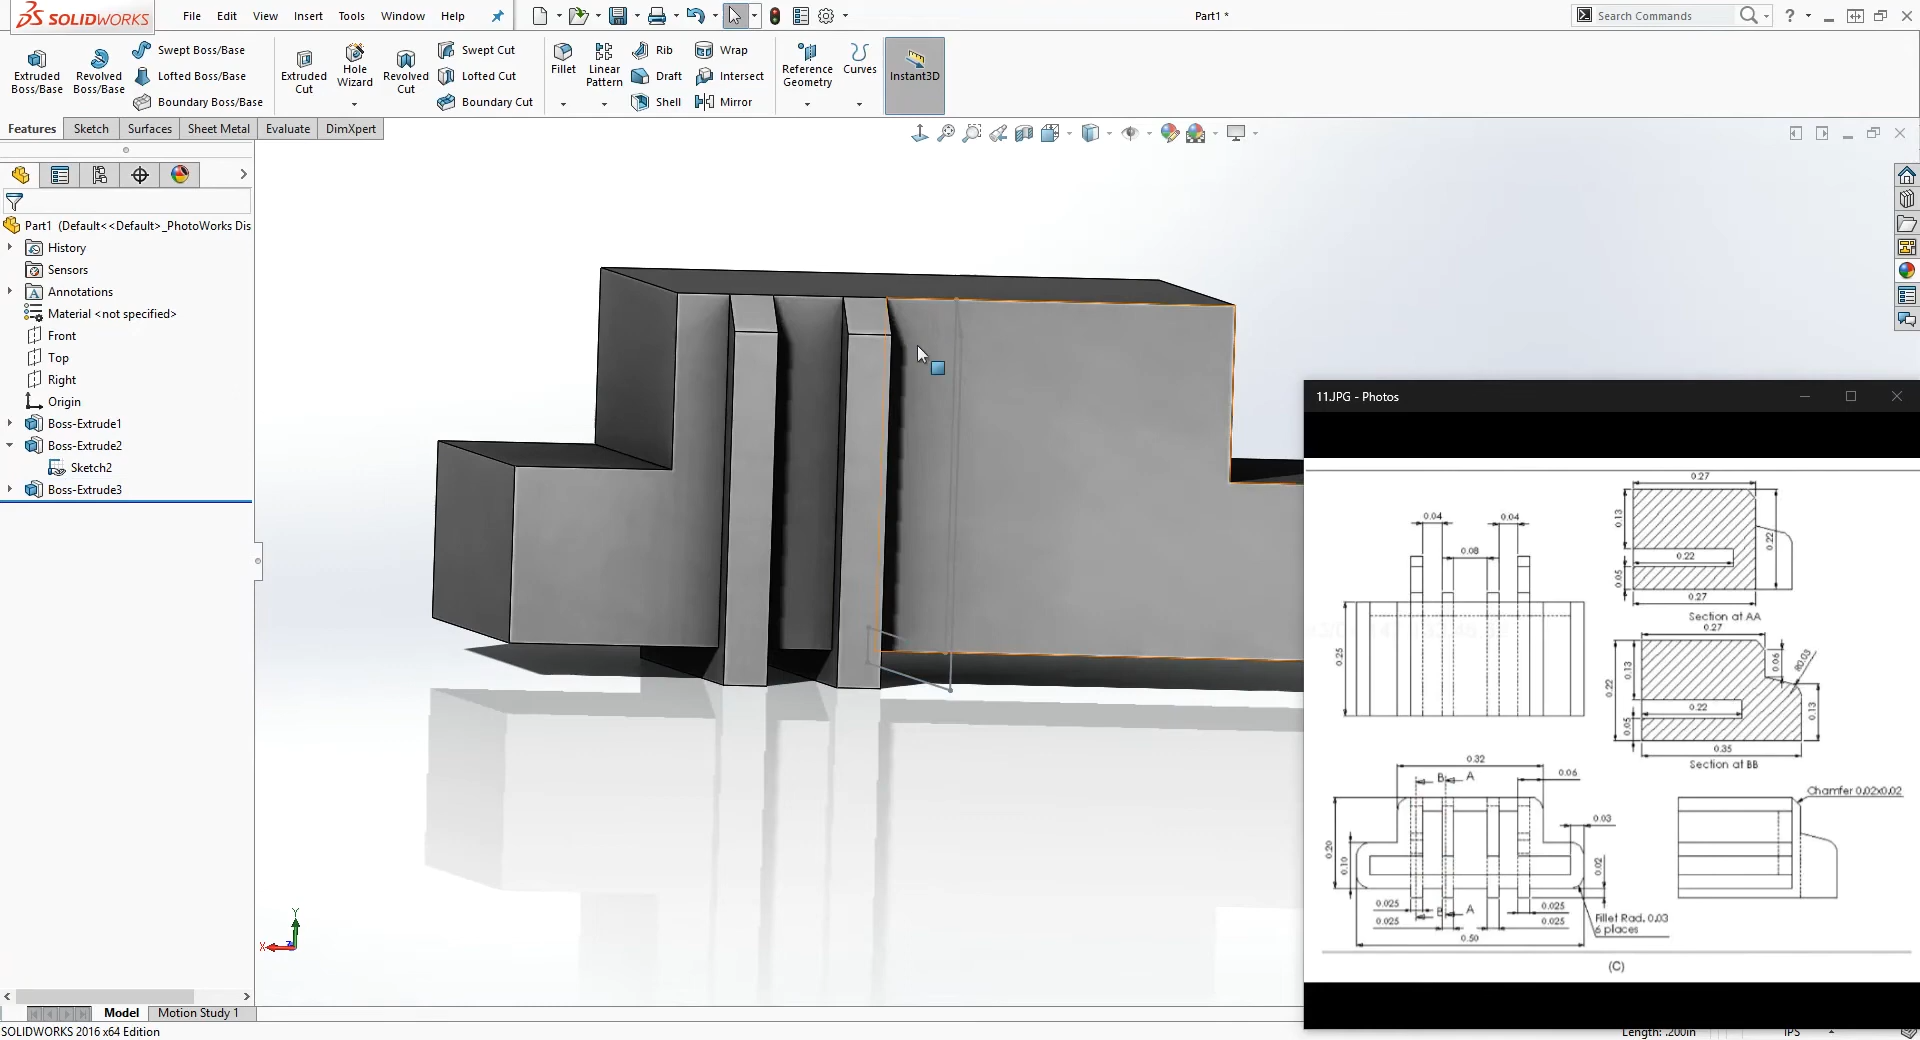 SOLIDWORKS
File Edit View Insert Tools Window Help
Part1 *
Search Commands
Extruded Boss/Base
Revolved Boss/Base
Swept Boss/Base
Lofted Boss/Base
Boundary Boss/Base
Extruded Cut
Hole Wizard
Revolved Cut
Swept Cut
Lofted Cut
Boundary Cut
Fillet
Linear Pattern
Rib
Draft
Shell
Wrap
Intersect
Mirror
Reference Geometry
Curves
Instant3D
Features Sketch Surfaces Sheet Metal Evaluate DimXpert
Part1 (Default<<Default>_PhotoWorks Dis
History
Sensors
Annotations
Material <not specified>
Front
Top
Right
Origin
Boss-Extrude1
Boss-Extrude2
Sketch2
Boss-Extrude3
Y
X
Z
11.JPG - Photos
0.04 0.04
0.08
0.25
0.27
0.13
0.22
0.22
0.05
0.27
Section at AA
0.27
0.13
0.06
R0.03
0.22
0.22
0.13
0.05
0.35
Section at BB
0.32
0.06
B A
0.03
0.20
0.10
0.02
0.025
0.025
B A
0.025
0.025
0.50
Fillet Rad. 0.03
6 places
Chamfer 0.02x0.02
(C)
Model Motion Study 1
SOLIDWORKS 2016 x64 Edition
Length: .200in
IPS